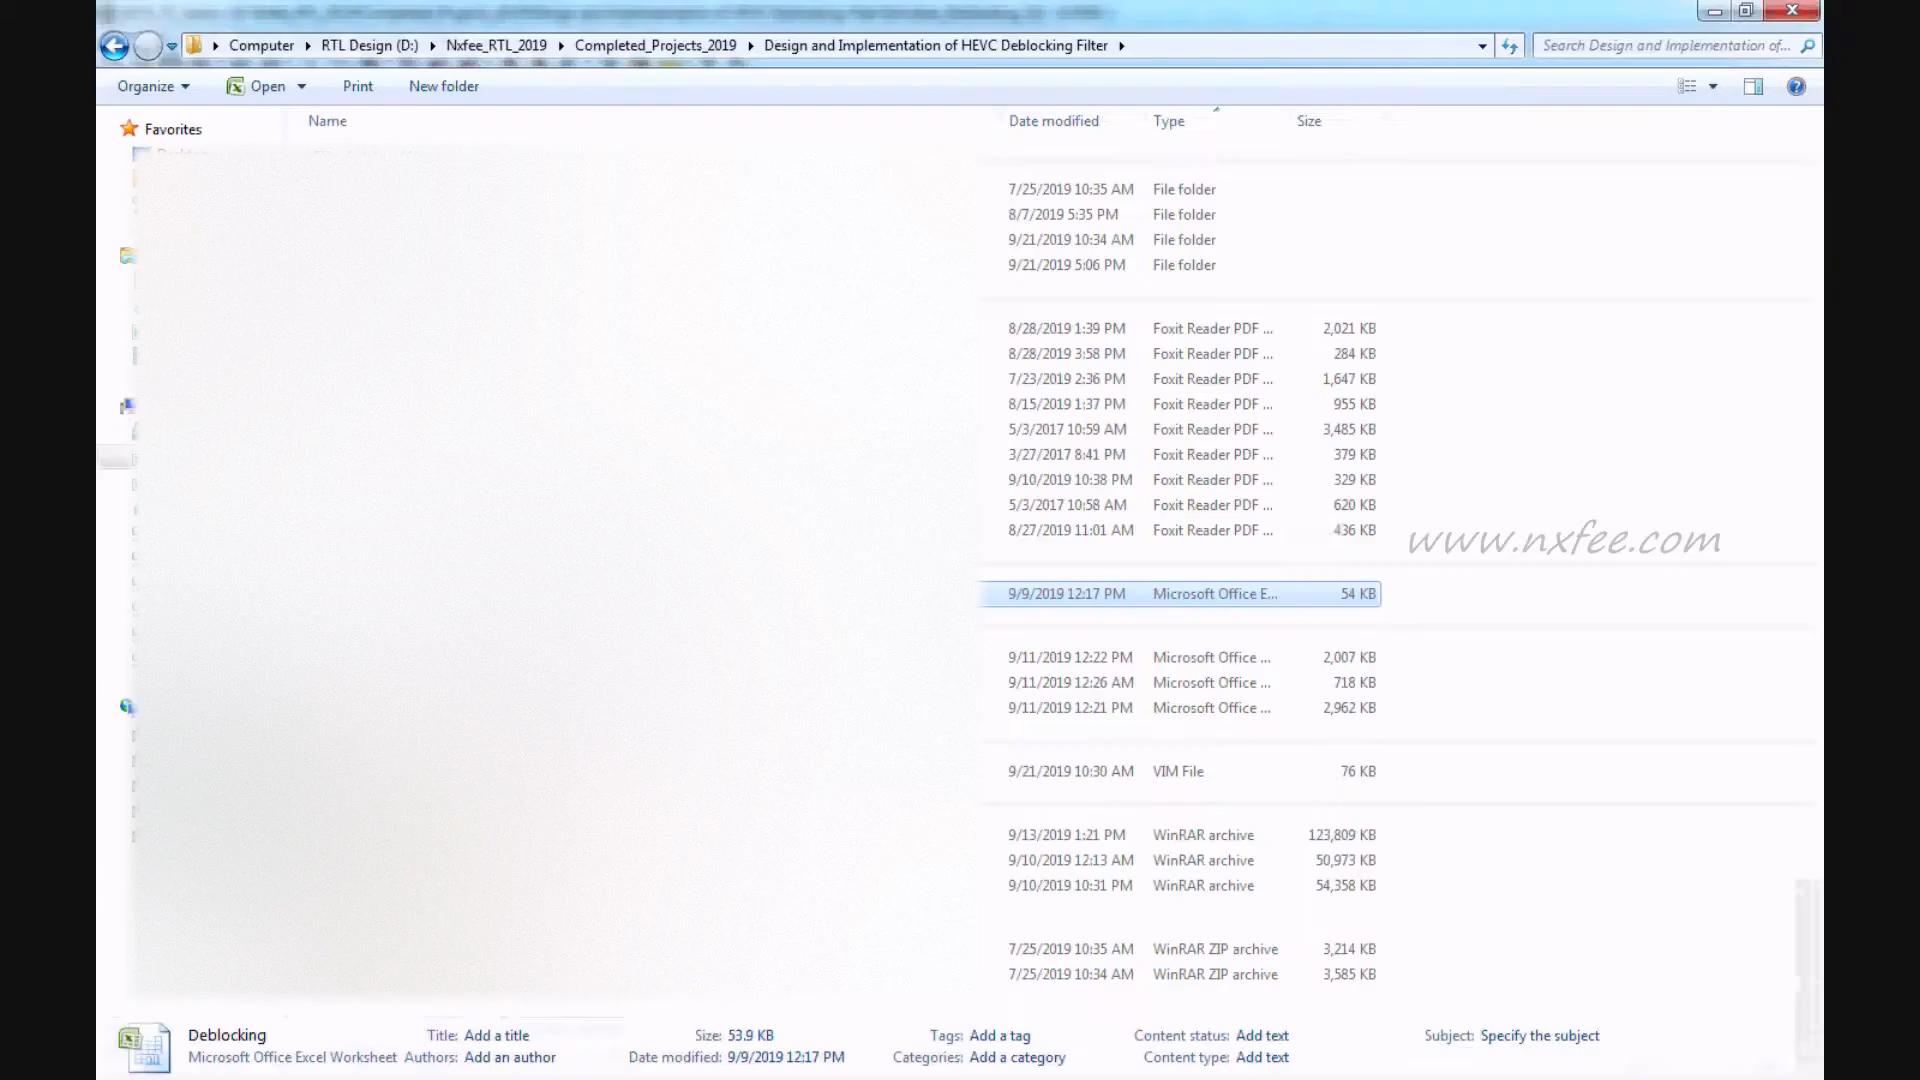 Computer ▸ RTL Design (D:) ▸ Nxfee_RTL_2019 ▸ Completed_Projects_2019 ▸ Design and Implementation of HEVC Deblocking Filter ▸
Search Design and Implementation of...
Organize Open Print New folder
Favorites
Name Date modified Type Size
7/25/2019 10:35 AM File folder
8/7/2019 5:35 PM File folder
9/21/2019 10:34 AM File folder
9/21/2019 5:06 PM File folder
8/28/2019 1:39 PM Foxit Reader PDF ... 2,021 KB
8/28/2019 3:58 PM Foxit Reader PDF ... 284 KB
7/23/2019 2:36 PM Foxit Reader PDF ... 1,647 KB
8/15/2019 1:37 PM Foxit Reader PDF ... 955 KB
5/3/2017 10:59 AM Foxit Reader PDF ... 3,485 KB
3/27/2017 8:41 PM Foxit Reader PDF ... 379 KB
9/10/2019 10:38 PM Foxit Reader PDF ... 329 KB
5/3/2017 10:58 AM Foxit Reader PDF ... 620 KB
8/27/2019 11:01 AM Foxit Reader PDF ... 436 KB
www.nxfee.com
9/9/2019 12:17 PM Microsoft Office E... 54 KB
9/11/2019 12:22 PM Microsoft Office ... 2,007 KB
9/11/2019 12:26 AM Microsoft Office ... 718 KB
9/11/2019 12:21 PM Microsoft Office ... 2,962 KB
9/21/2019 10:30 AM VIM File 76 KB
9/13/2019 1:21 PM WinRAR archive 123,809 KB
9/10/2019 12:13 AM WinRAR archive 50,973 KB
9/10/2019 10:31 PM WinRAR archive 54,358 KB
7/25/2019 10:35 AM WinRAR ZIP archive 3,214 KB
7/25/2019 10:34 AM WinRAR ZIP archive 3,585 KB
Deblocking Title: Add a title Size: 53.9 KB Tags: Add a tag Content status: Add text Subject: Specify the subject
Microsoft Office Excel Worksheet Authors: Add an author Date modified: 9/9/2019 12:17 PM Categories: Add a category Content type: Add text